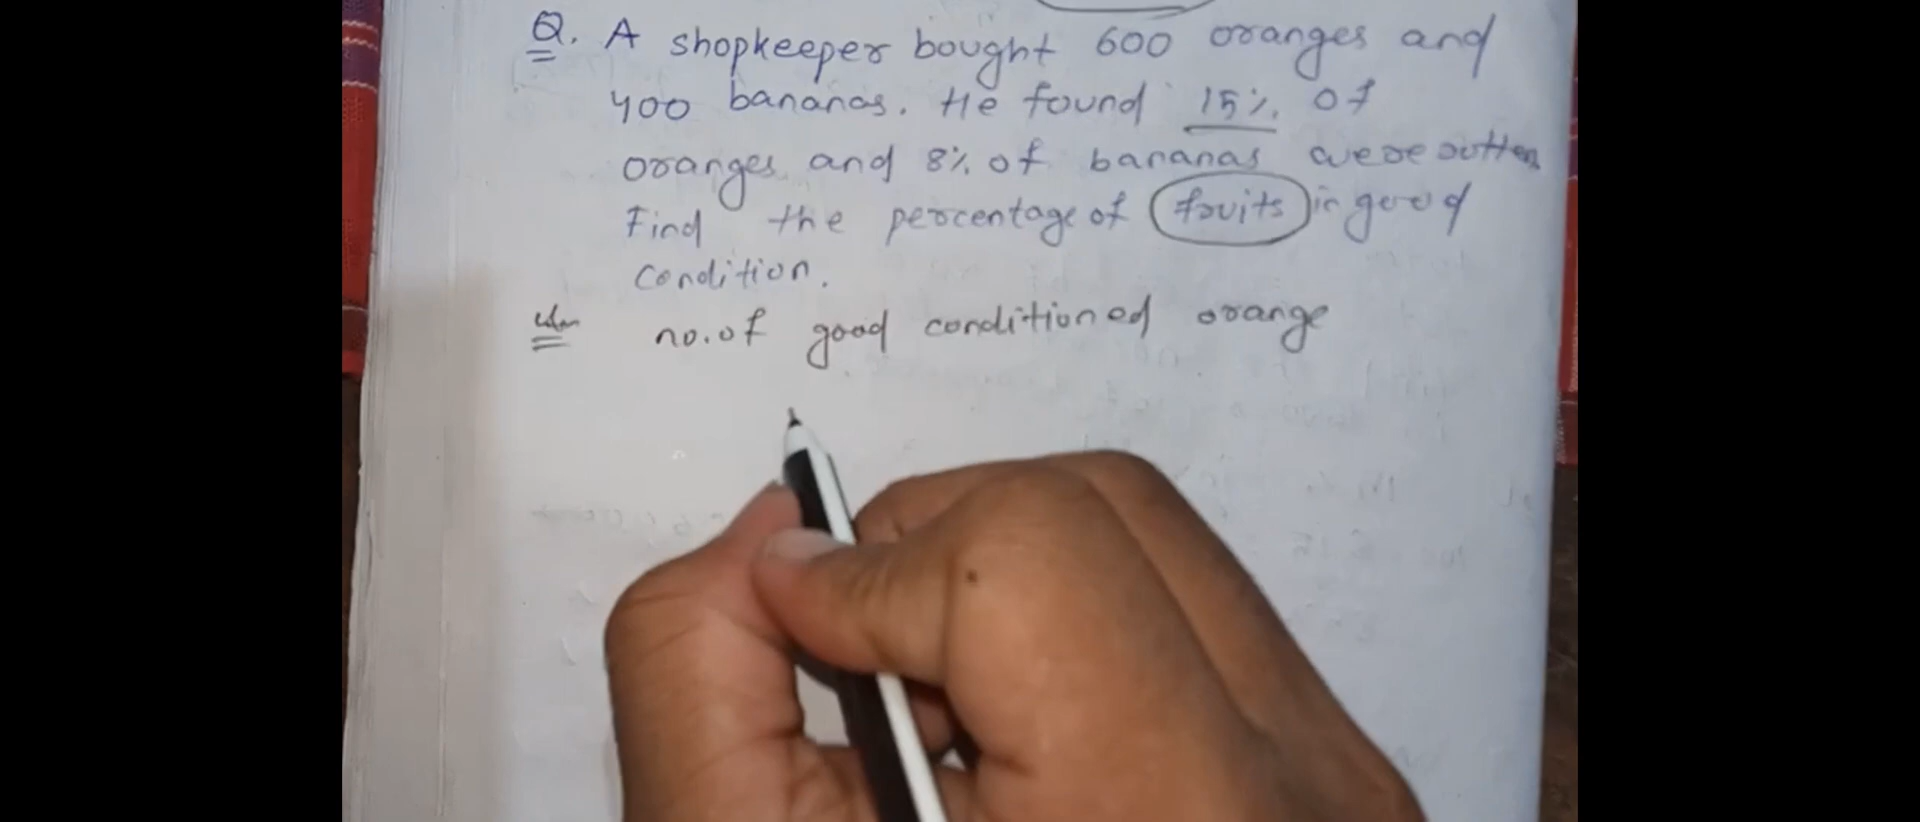 Q. A shopkeeper bought 600 oranges and
400 bananas. He found 15% of
oranges and 8% of bananas were rotten
Find the percentage of fruits in good
condition.
no. of good conditioned orange